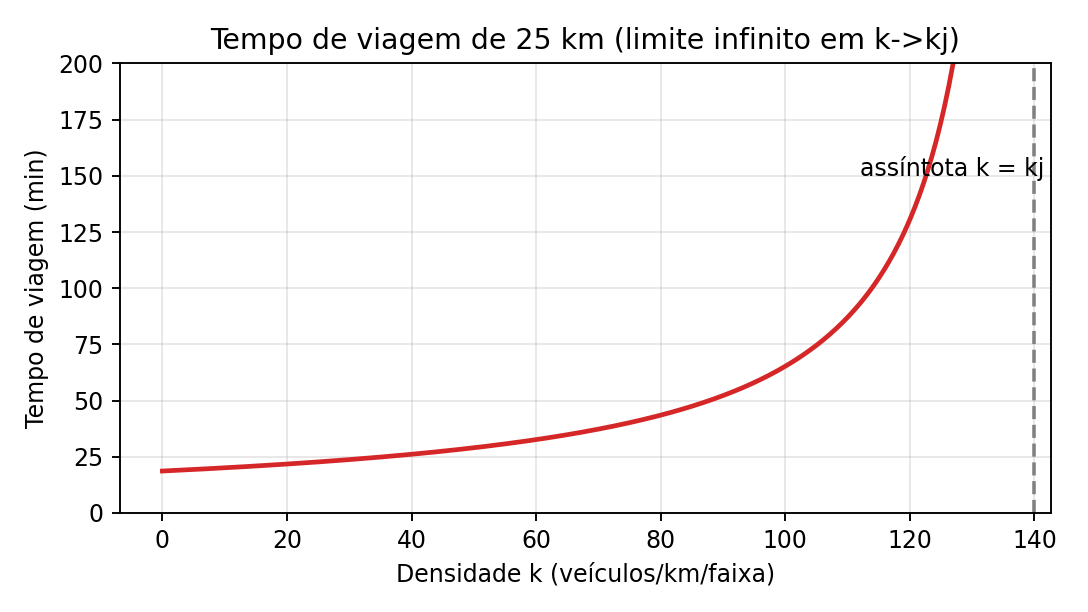 Tempo de viagem de 25 km (limite infinito em k->kj)
200
175
150
125
100
75
50
25
0
Tempo de viagem (min)
assíntota k = kj
0 20 40 60 80 100 120 140
Densidade k (veículos/km/faixa)